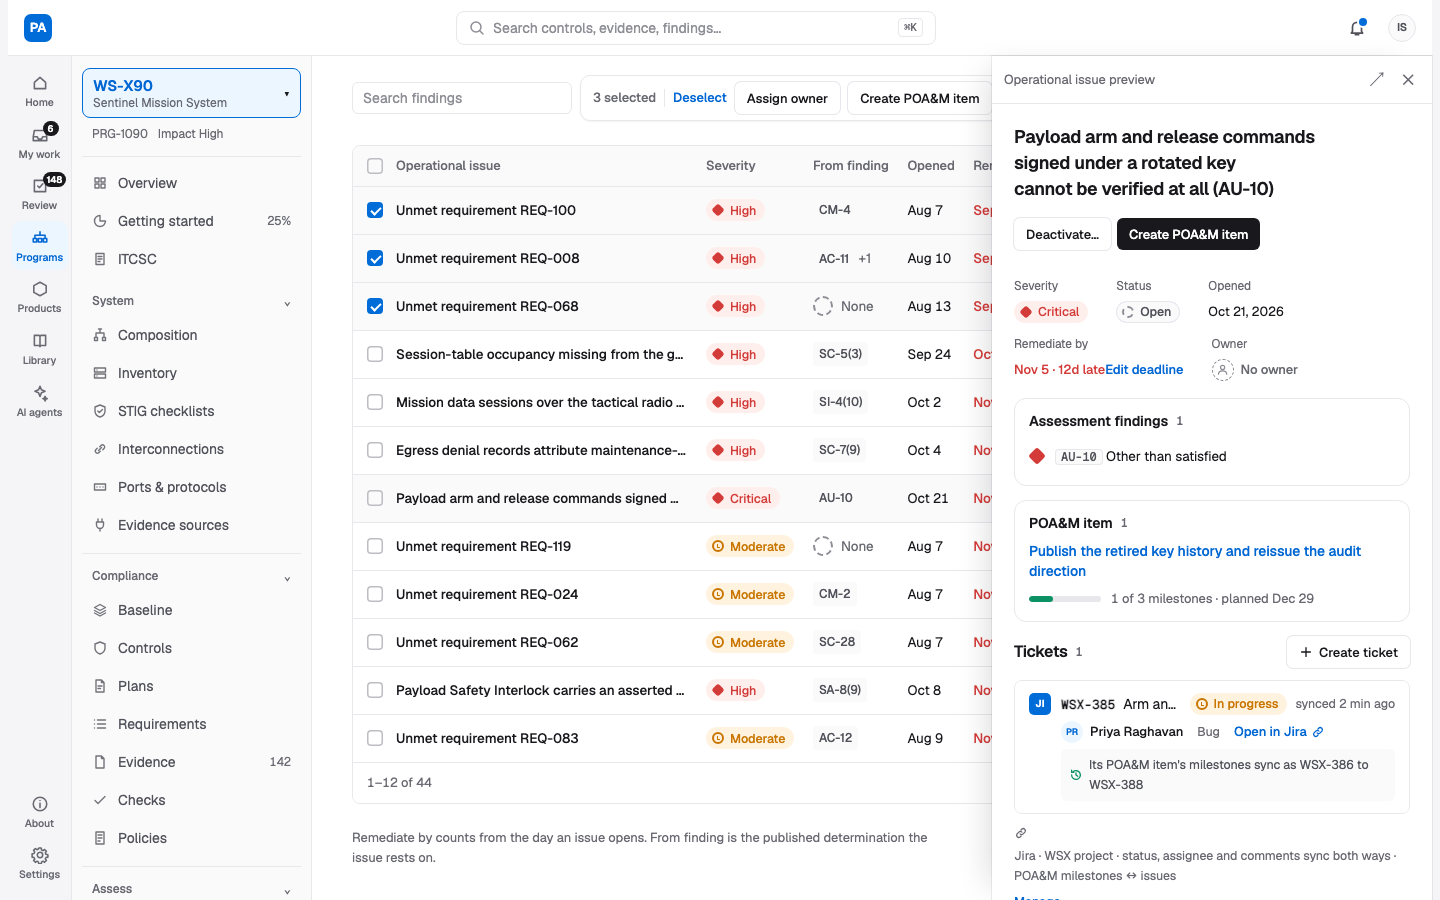 PA
Search controls, evidence, findings...
⌘K
IS
Home
6
My work
148
Review
Programs
Products
Library
AI agents
About
Settings
WS-X90
Sentinel Mission System
PRG-1090 Impact High
Overview
Getting started 25%
ITCSC
System
Composition
Inventory
STIG checklists
Interconnections
Ports & protocols
Evidence sources
Compliance
Baseline
Controls
Plans
Requirements
Evidence 142
Checks
Policies
Assess
Search findings
3 selected Deselect Assign owner Create POA&M item
Operational issue Severity From finding Opened
Unmet requirement REQ-100 High CM-4 Aug 7
Unmet requirement REQ-008 High AC-11 +1 Aug 10
Unmet requirement REQ-068 High None Aug 13
Session-table occupancy missing from the g... High SC-5(3) Sep 24
Mission data sessions over the tactical radio ... High SI-4(10) Oct 2
Egress denial records attribute maintenance-... High SC-7(9) Oct 4
Payload arm and release commands signed ... Critical AU-10 Oct 21
Unmet requirement REQ-119 Moderate None Aug 7
Unmet requirement REQ-024 Moderate CM-2 Aug 7
Unmet requirement REQ-062 Moderate SC-28 Aug 7
Payload Safety Interlock carries an asserted ... High SA-8(9) Oct 8
Unmet requirement REQ-083 Moderate AC-12 Aug 9
1–12 of 44
Remediate by counts from the day an issue opens. From finding is the published determination the
issue rests on.
Operational issue preview
Payload arm and release commands
signed under a rotated key
cannot be verified at all (AU-10)
Deactivate... Create POA&M item
Severity Status Opened
Critical Open Oct 21, 2026
Remediate by Owner
Nov 5 · 12d late Edit deadline No owner
Assessment findings 1
AU-10 Other than satisfied
POA&M item 1
Publish the retired key history and reissue the audit
direction
1 of 3 milestones · planned Dec 29
Tickets 1
Create ticket
JI WSX-385 Arm an... In progress synced 2 min ago
PR Priya Raghavan Bug Open in Jira
Its POA&M item's milestones sync as WSX-386 to
WSX-388
Jira · WSX project · status, assignee and comments sync both ways ·
POA&M milestones ↔ issues